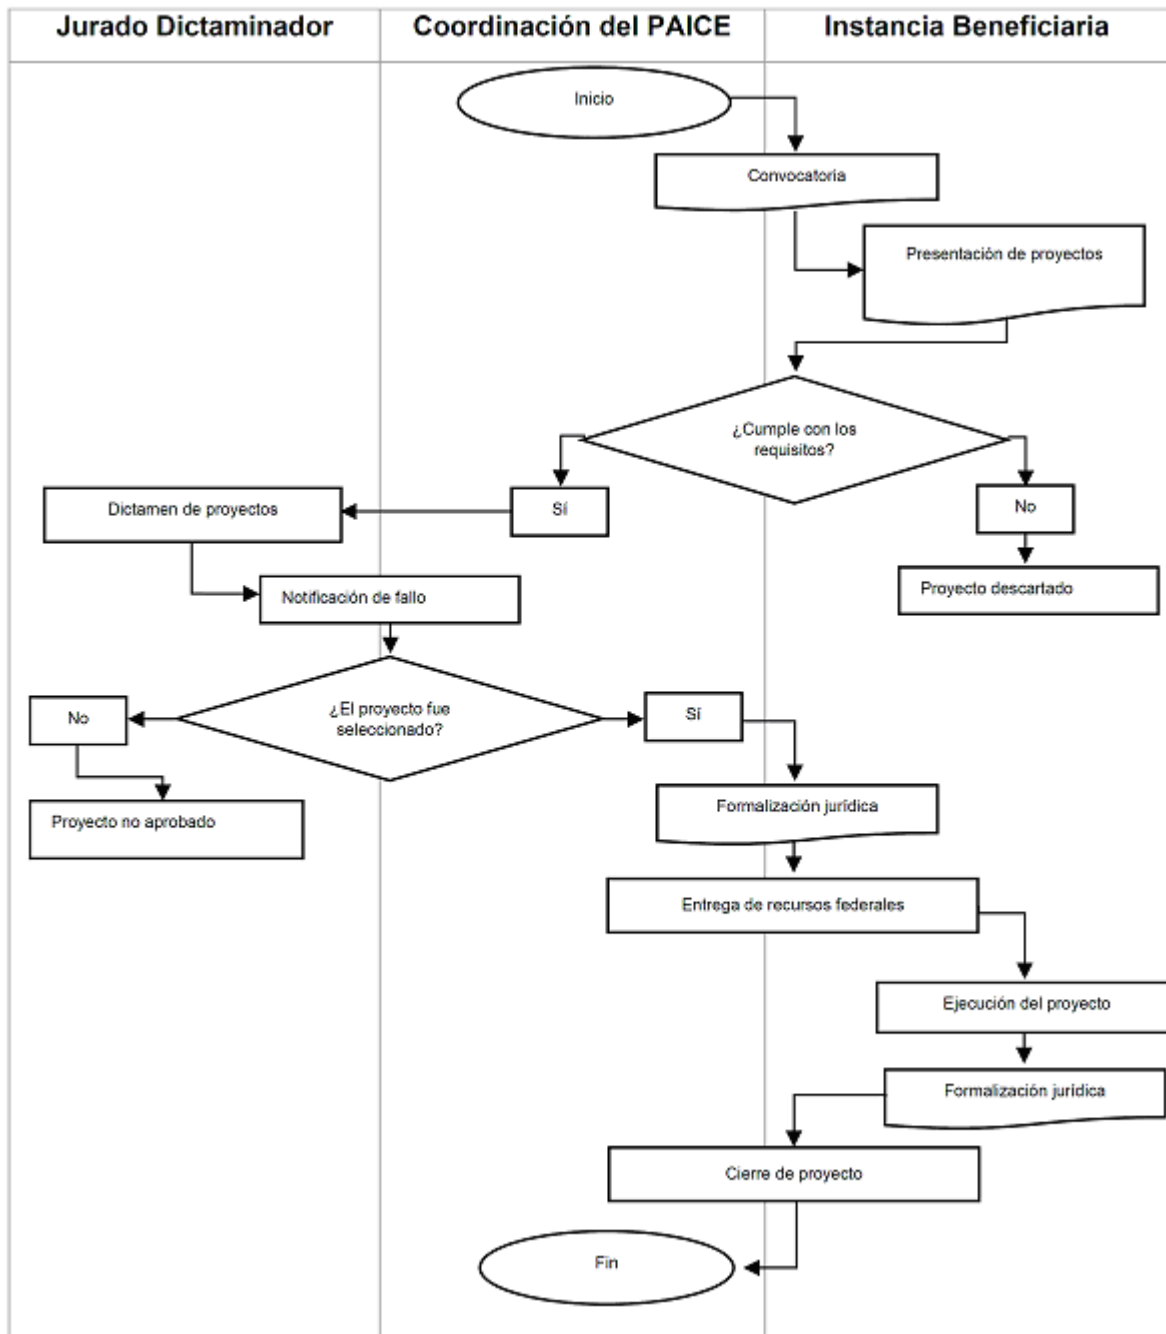 Jurado Dictaminador
Coordinación del PAICE
Instancia Beneficiaria
Inicio
Convocatoria
Presentación de proyectos
¿Cumple con los
requisitos?
Sí
No
Dictamen de proyectos
Proyecto descartado
Notificación de fallo
¿El proyecto fue
seleccionado?
No
Sí
Proyecto no aprobado
Formalización jurídica
Entrega de recursos federales
Ejecución del proyecto
Formalización jurídica
Cierre de proyecto
Fin